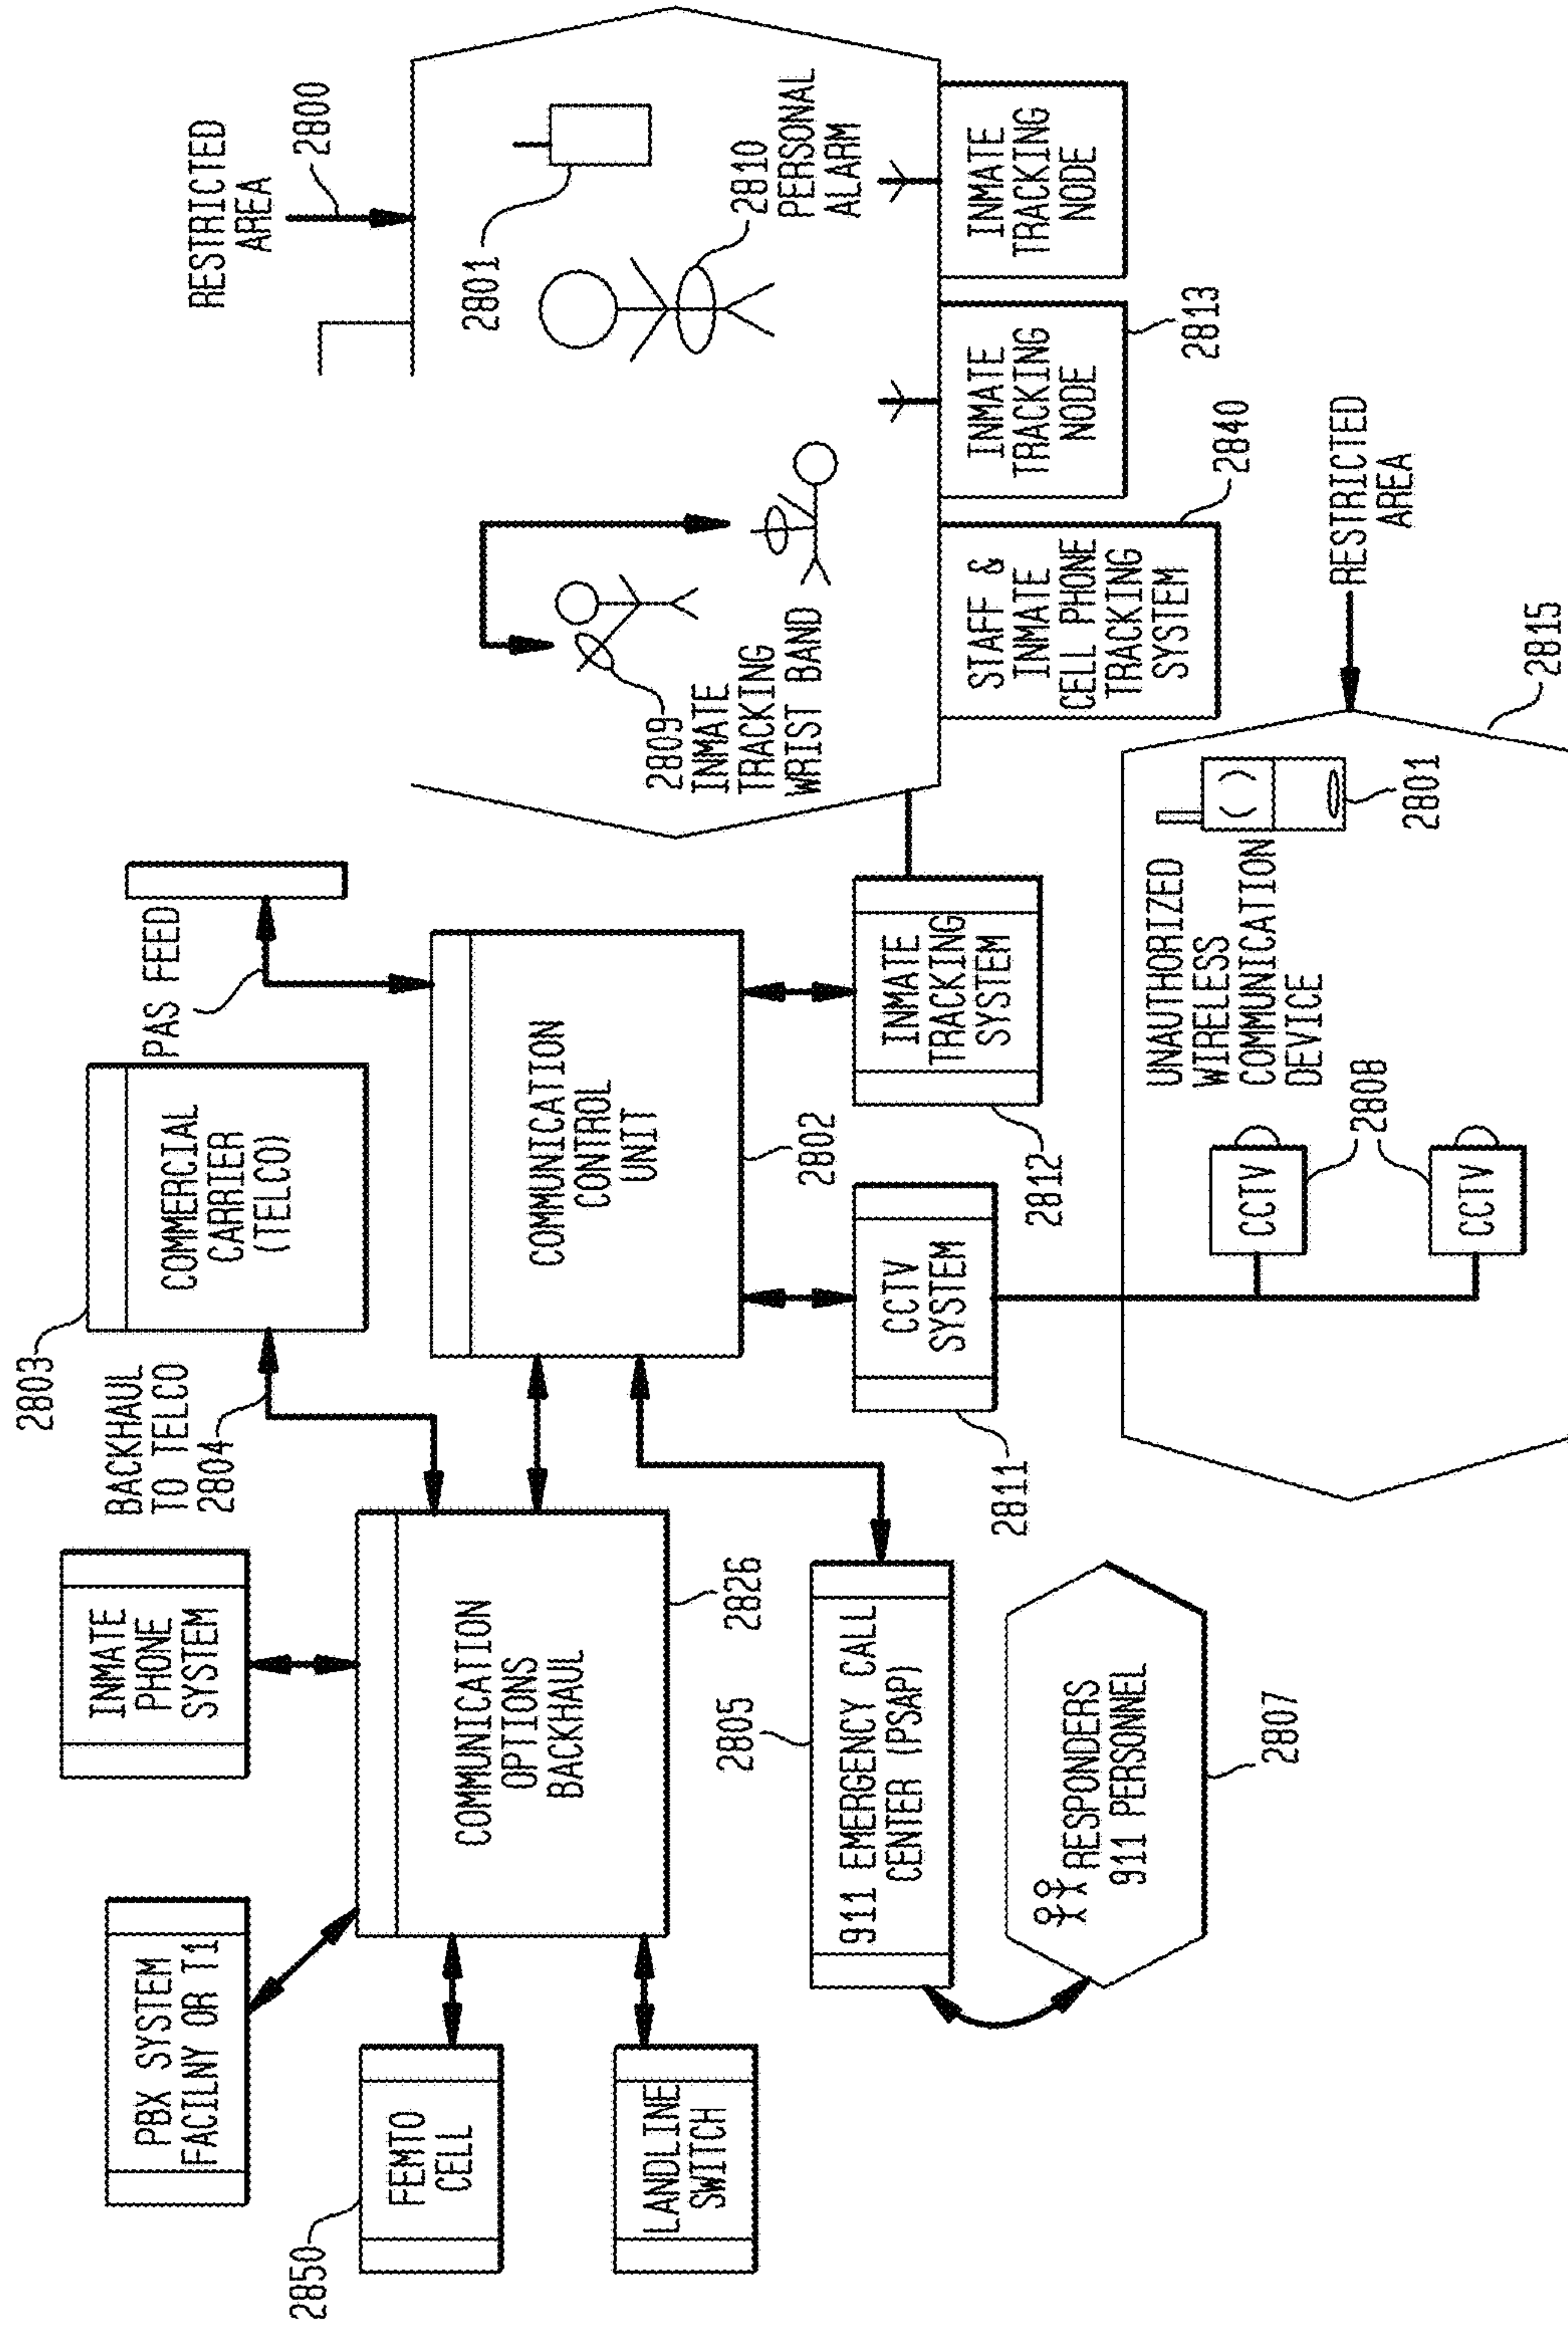 PBX SYSTEM
FACILNY OR T1
INMATE
PHONE
SYSTEM
2803
COMMERCIAL
CARRIER
(TELCO)
BACKHAUL
TO TELCO
2804
PAS FEED
RESTRICTED
AREA
2800
2850
FEMTO
CELL
LANDLINE
SWITCH
COMMUNICATION
OPTIONS
BACKHAUL
2826
COMMUNICATION
CONTROL
UNIT
2802
2801
2810
PERSONAL
ALARM
2809
INMATE
TRACKING
WRIST BAND
2805
911 EMERGENCY CALL
CENTER (PSAP)
CCTV
SYSTEM
2811
INMATE
TRACKING
SYSTEM
2812
STAFF &
INMATE
CELL PHONE
TRACKING
SYSTEM
2840
INMATE
TRACKING
NODE
2813
INMATE
TRACKING
NODE
RESPONDERS
911 PERSONNEL
2807
UNAUTHORIZED
WIRELESS
COMMUNICATION
DEVICE
2801
CCTV
2808
CCTV
RESTRICTED
AREA
2815